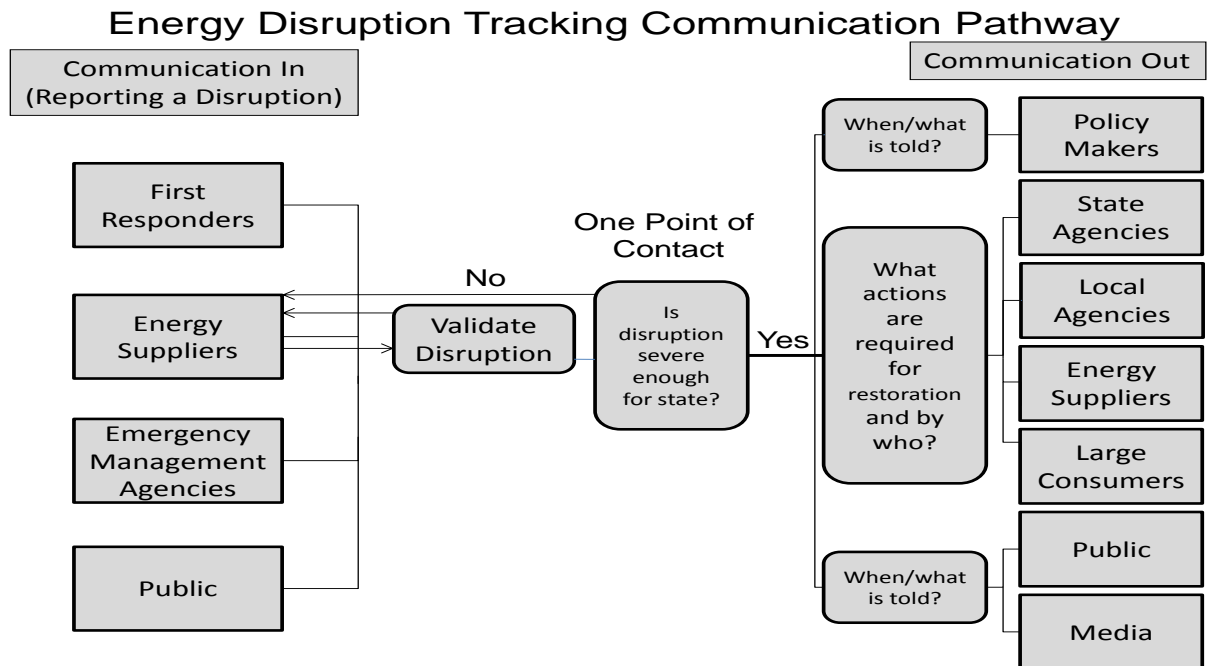 Energy Disruption Tracking Communication Pathway
Communication In
(Reporting a Disruption)
Communication Out
First
Responders
Energy
Suppliers
Emergency
Management
Agencies
Public
No
Validate
Disruption
One Point of
Contact
Is
disruption
severe
enough
for state?
Yes
When/what
is told?
What
actions
are
required
for
restoration
and by
who?
When/what
is told?
Policy
Makers
State
Agencies
Local
Agencies
Energy
Suppliers
Large
Consumers
Public
Media